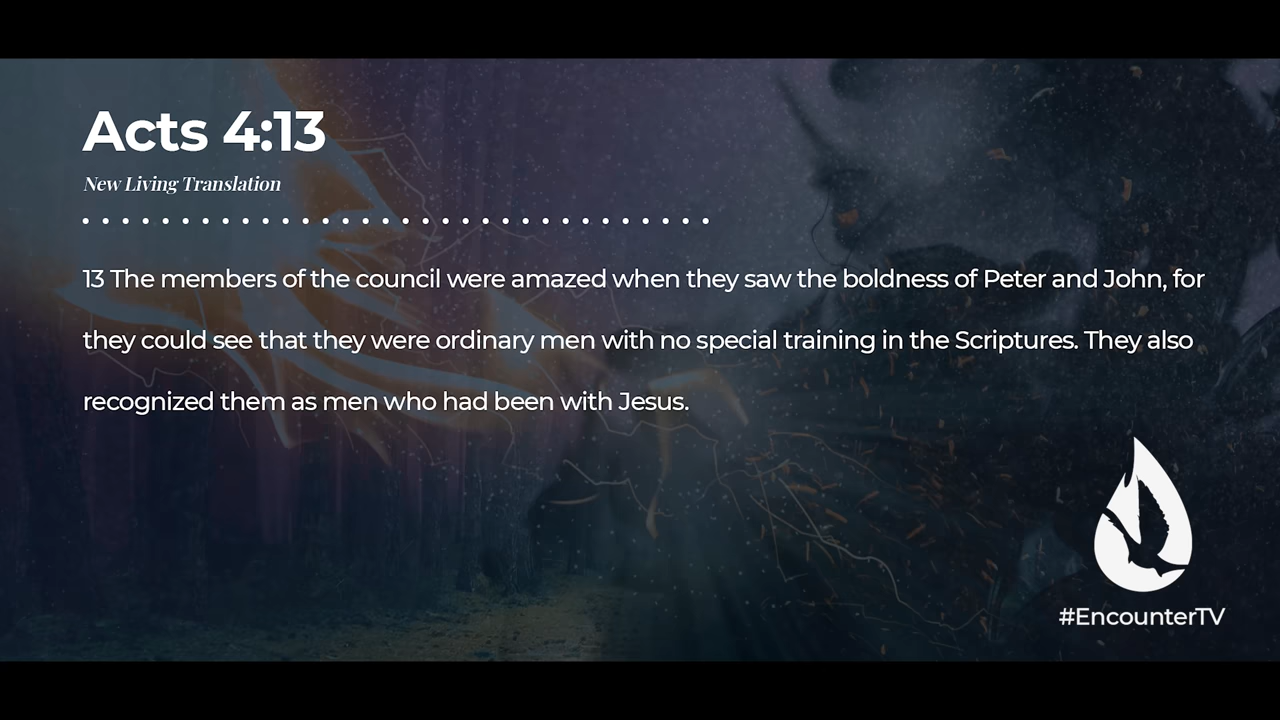 Acts 4:13
New Living Translation
13 The members of the council were amazed when they saw the boldness of Peter and John, for
they could see that they were ordinary men with no special training in the Scriptures. They also
recognized them as men who had been with Jesus.
#EncounterTV